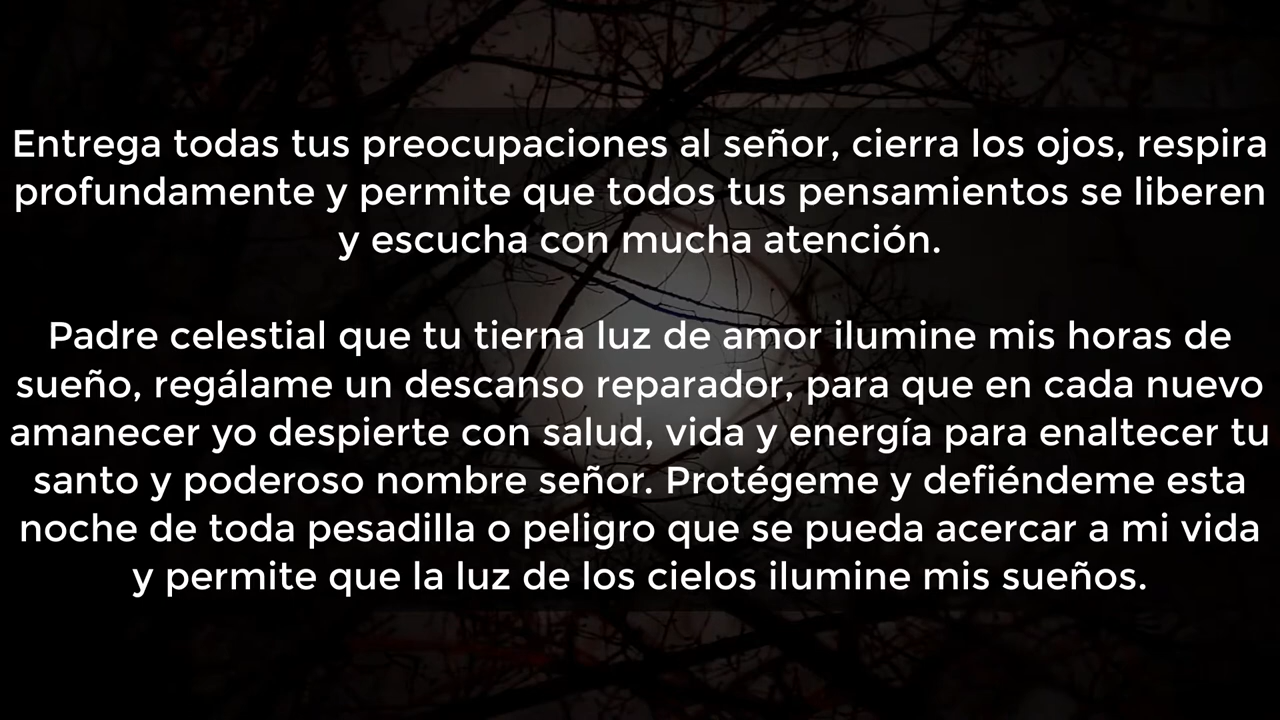 Entrega todas tus preocupaciones al señor, cierra los ojos, respira
profundamente y permite que todos tus pensamientos se liberen
y escucha con mucha atención.
Padre celestial que tu tierna luz de amor ilumine mis horas de
sueño, regálame un descanso reparador, para que en cada nuevo
amanecer yo despierte con salud, vida y energía para enaltecer tu
santo y poderoso nombre señor. Protégeme y defiéndeme esta
noche de toda pesadilla o peligro que se pueda acercar a mi vida
y permite que la luz de los cielos ilumine mis sueños.